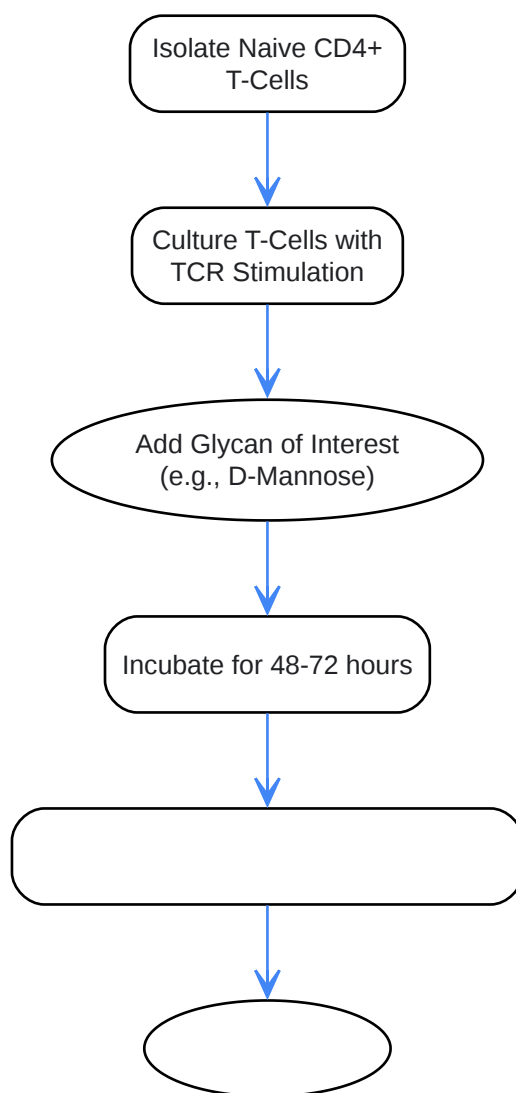 Isolate Naive CD4+
T-Cells
Culture T-Cells with
TCR Stimulation
Add Glycan of Interest
(e.g., D-Mannose)
Incubate for 48-72 hours